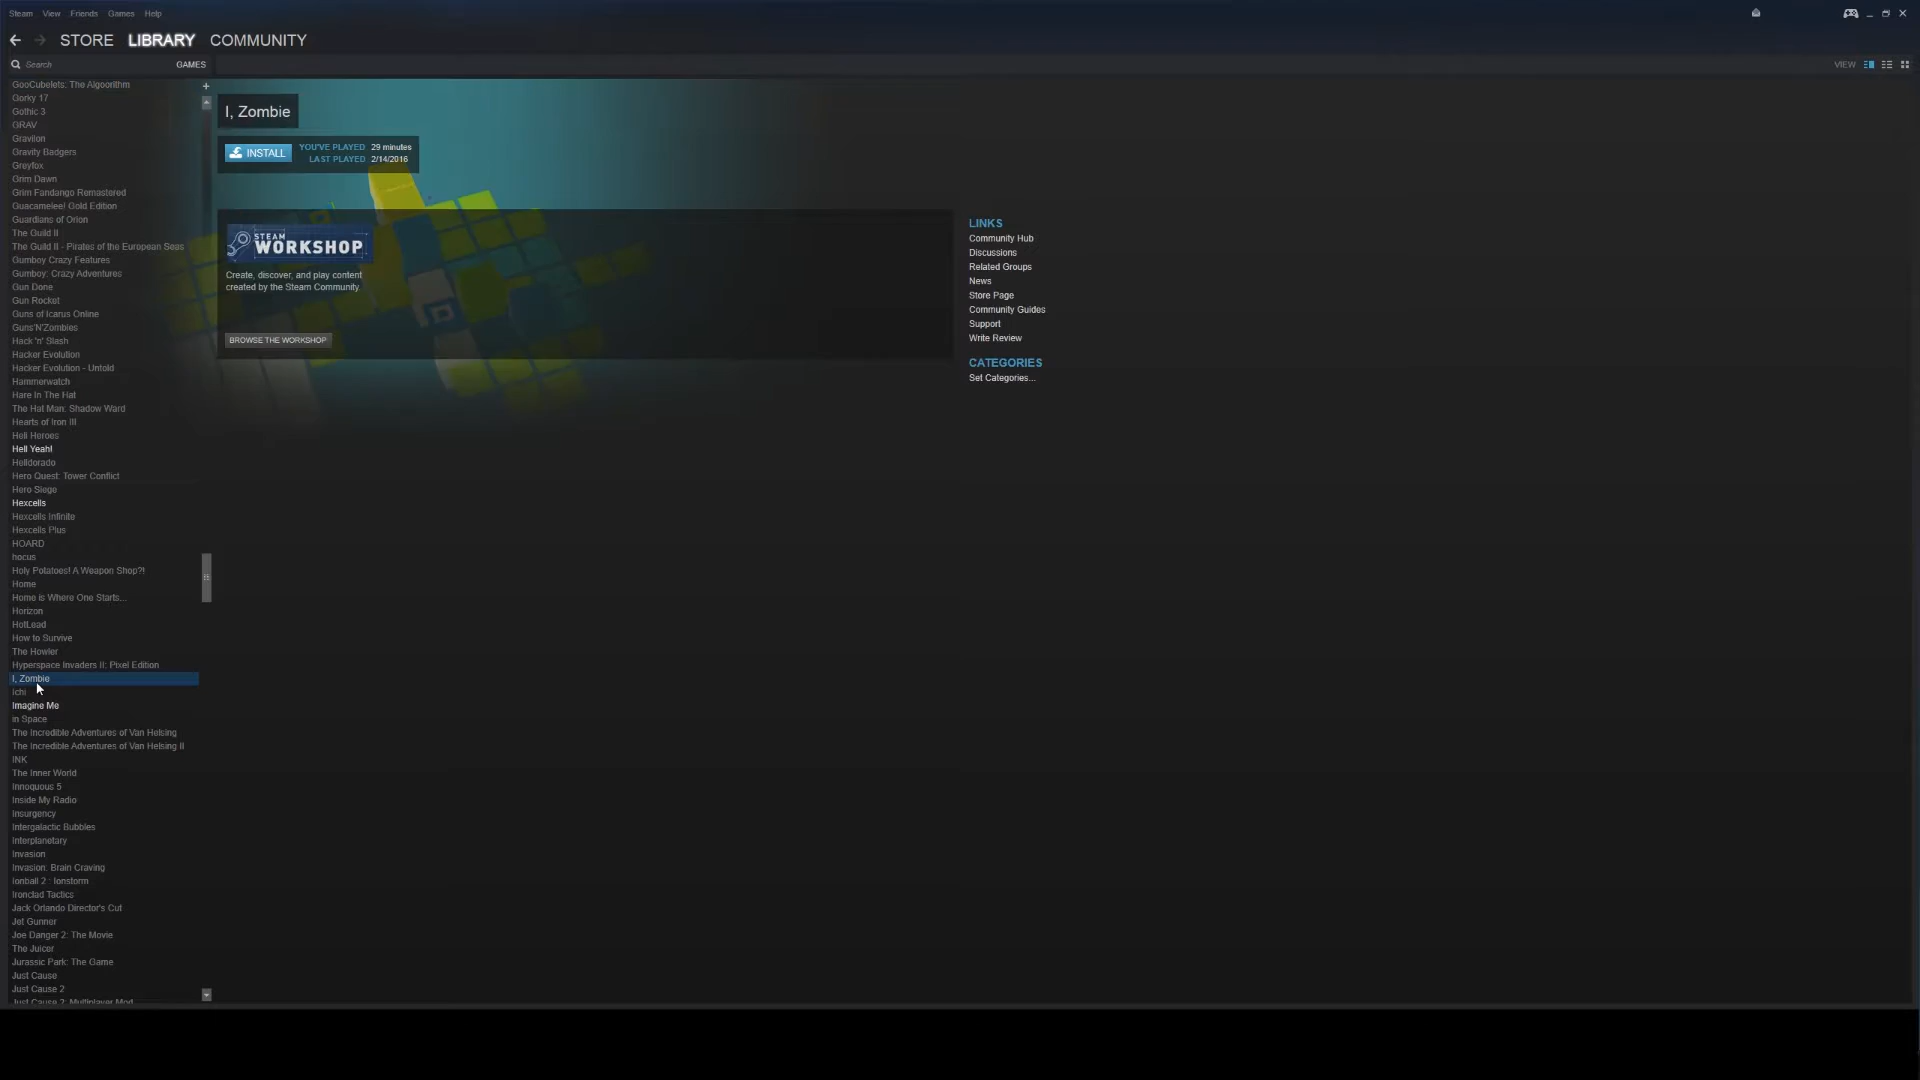 Steam View Friends Games Help
STORE LIBRARY COMMUNITY
Search GAMES VIEW
GooCubelets: The Algoorithm
Gorky 17
Gothic 3
GRAV
Gravilon
Gravity Badgers
Greyfox
Grim Dawn
Grim Fandango Remastered
Guacamelee! Gold Edition
Guardians of Orion
The Guild II
The Guild II - Pirates of the European Seas
Gumboy Crazy Features
Gumboy: Crazy Adventures
Gun Done
Gun Rocket
Guns of Icarus Online
Guns'N'Zombies
Hack 'n' Slash
Hacker Evolution
Hacker Evolution - Untold
Hammerwatch
Hare In The Hat
The Hat Man: Shadow Ward
Hearts of Iron III
Heli Heroes
Hell Yeah!
Helldorado
Hero Quest: Tower Conflict
Hero Siege
Hexcells
Hexcells Infinite
Hexcells Plus
HOARD
hocus
Holy Potatoes! A Weapon Shop?!
Home
Home is Where One Starts...
Horizon
HotLead
How to Survive
The Howler
Hyperspace Invaders II: Pixel Edition
I, Zombie
Ichi
Imagine Me
in Space
The Incredible Adventures of Van Helsing
The Incredible Adventures of Van Helsing II
INK
The Inner World
Innoquous 5
Inside My Radio
Insurgency
Intergalactic Bubbles
Interplanetary
Invasion
Invasion: Brain Craving
Ionball 2 : Ionstorm
Ironclad Tactics
Jack Orlando Director's Cut
Jet Gunner
Joe Danger 2: The Movie
The Juicer
Jurassic Park: The Game
Just Cause
Just Cause 2
Just Cause 2: Multiplayer Mod
I, Zombie
INSTALL
YOU'VE PLAYED 29 minutes
LAST PLAYED 2/14/2016
STEAM
WORKSHOP
Create, discover, and play content
created by the Steam Community.
BROWSE THE WORKSHOP
LINKS
Community Hub
Discussions
Related Groups
News
Store Page
Community Guides
Support
Write Review
CATEGORIES
Set Categories...